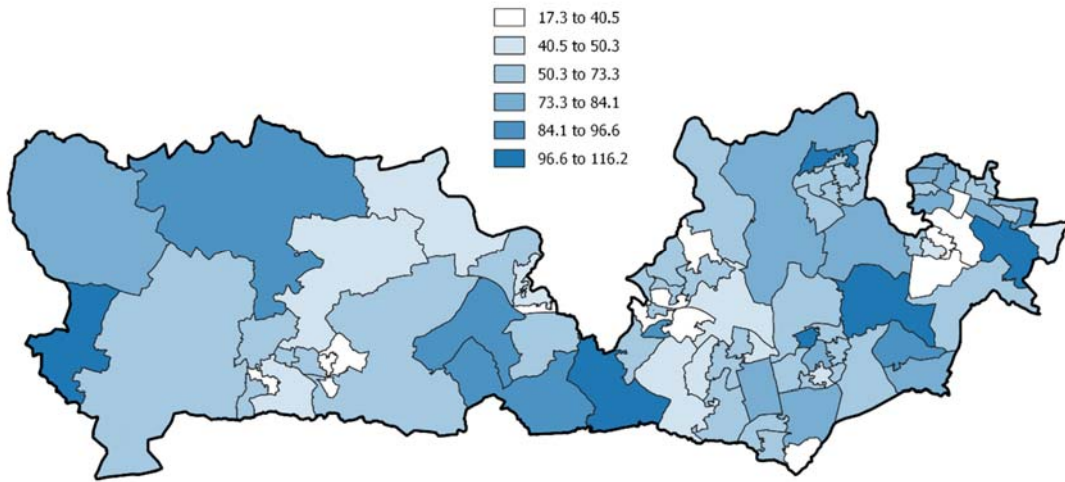 17.3 to 40.5
40.5 to 50.3
50.3 to 73.3
73.3 to 84.1
84.1 to 96.6
96.6 to 116.2